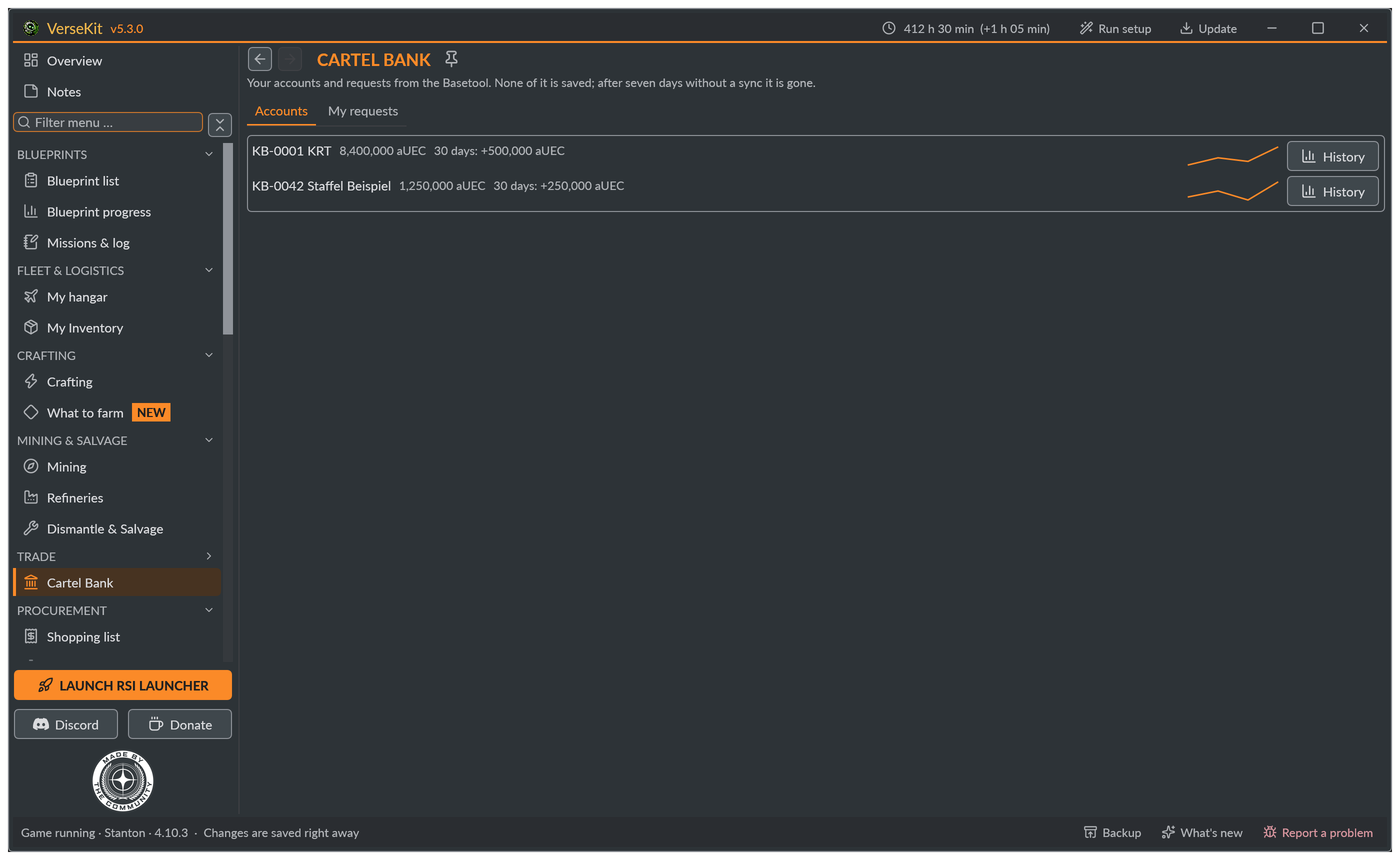 VerseKit v5.3.0
412 h 30 min (+1 h 05 min)
Run setup
Update
Overview
Notes
Filter menu ...
BLUEPRINTS
Blueprint list
Blueprint progress
Missions & log
FLEET & LOGISTICS
My hangar
My Inventory
CRAFTING
Crafting
What to farm NEW
MINING & SALVAGE
Mining
Refineries
Dismantle & Salvage
TRADE
Cartel Bank
PROCUREMENT
Shopping list
LAUNCH RSI LAUNCHER
Discord
Donate
MADE BY THE COMMUNITY
CARTEL BANK
Your accounts and requests from the Basetool. None of it is saved; after seven days without a sync it is gone.
Accounts
My requests
KB-0001 KRT 8,400,000 aUEC 30 days: +500,000 aUEC
History
KB-0042 Staffel Beispiel 1,250,000 aUEC 30 days: +250,000 aUEC
History
Game running · Stanton · 4.10.3 · Changes are saved right away
Backup
What's new
Report a problem